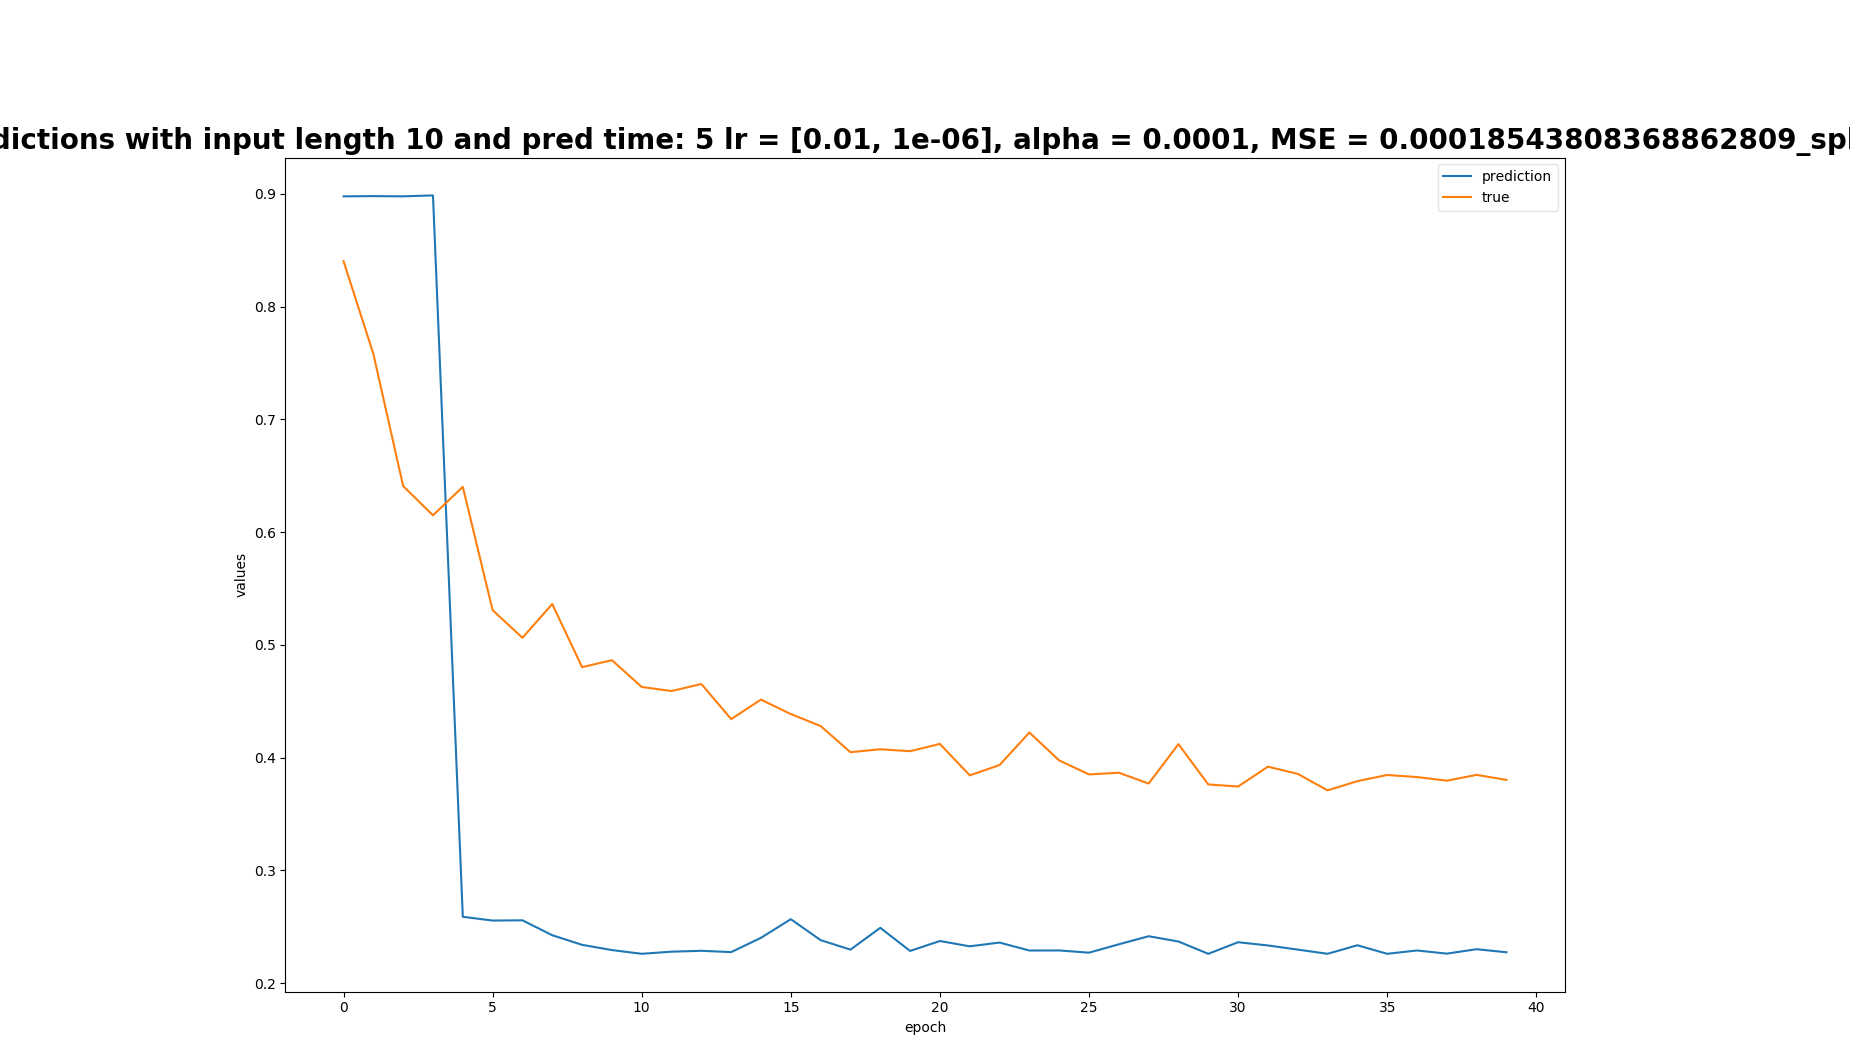 dictions with input length 10 and pred time: 5 lr = [0.01, 1e-06], alpha = 0.0001, MSE = 0.00018543808368862809_spl
prediction
true
0.9
0.8
0.7
0.6
0.5
0.4
0.3
0.2
values
0 5 10 15 20 25 30 35 40
epoch